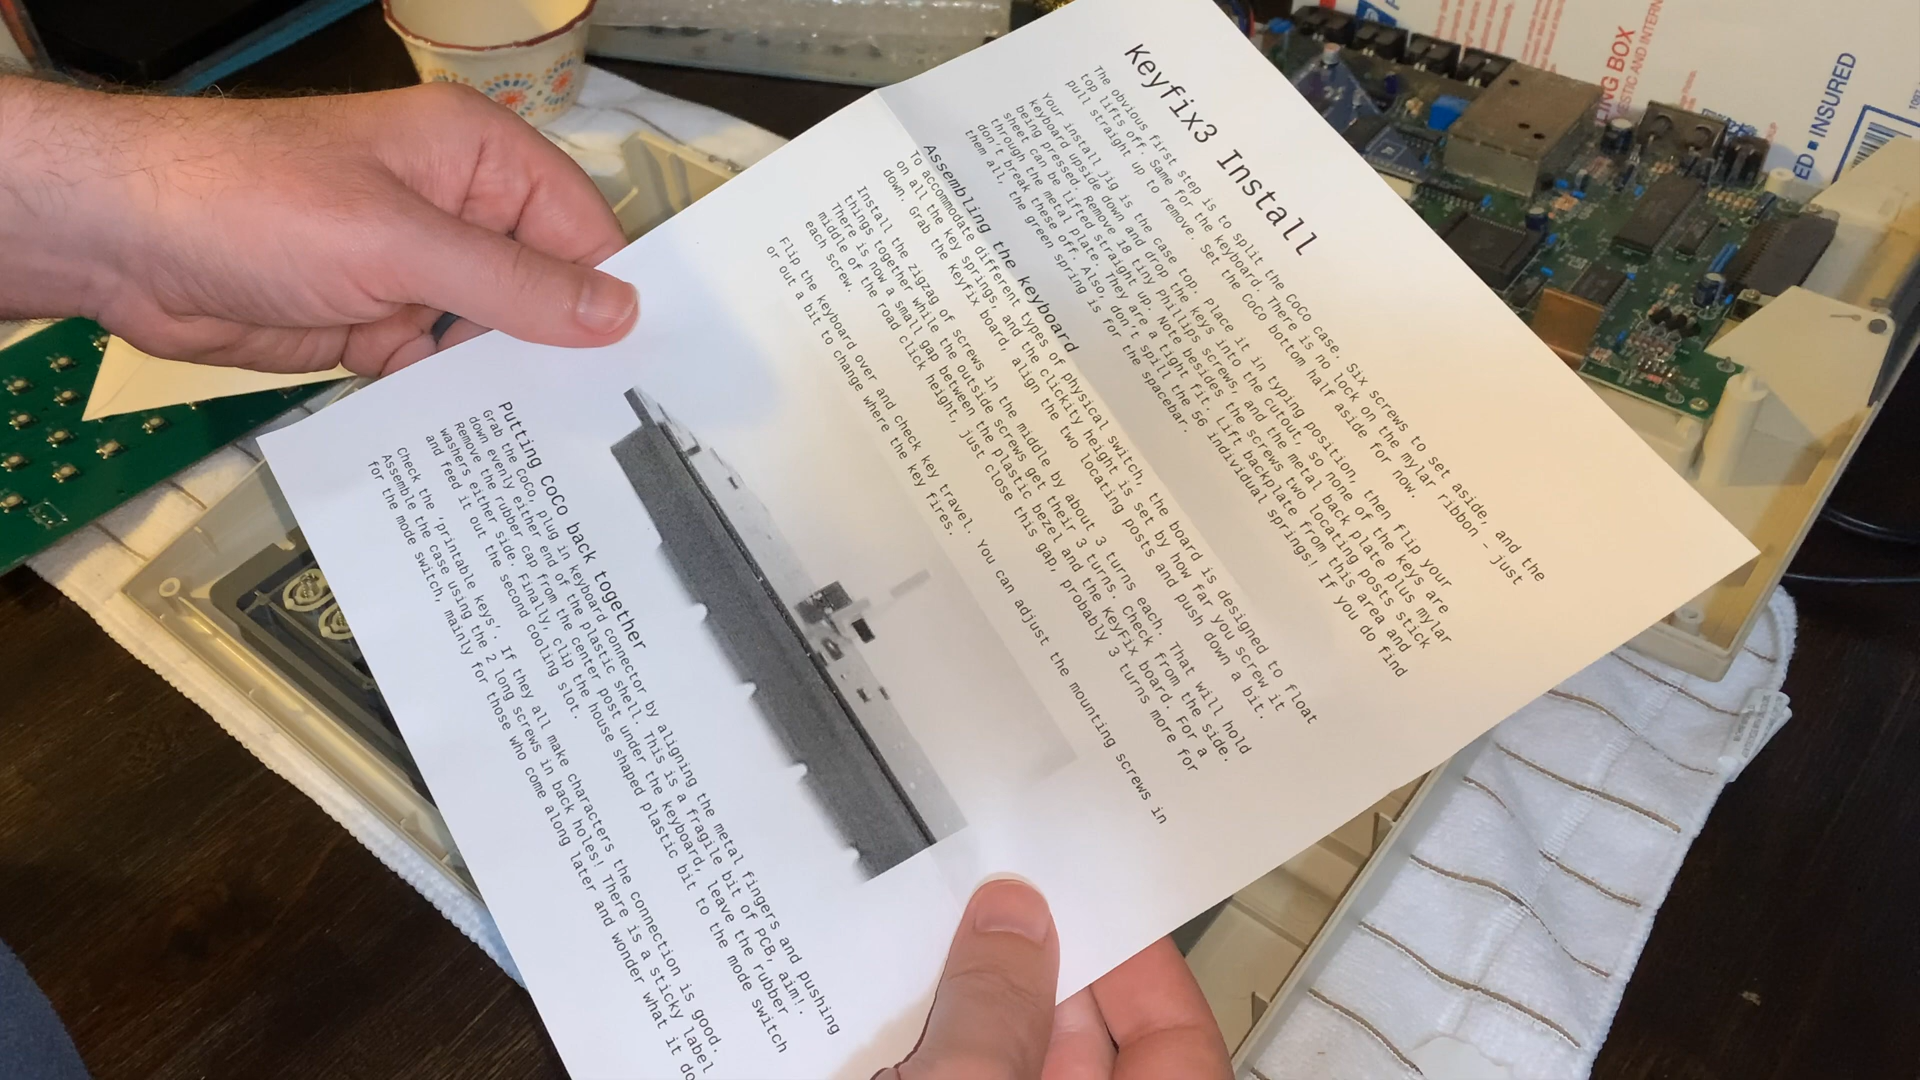 Keyfix3 Install
The obvious first step is to split the CoCo case. Six screws to set aside, and the
top lifts off. Same for the keyboard. There is no lock on the mylar ribbon – just
pull straight up to remove. Set the CoCo bottom half aside for now.
Your install jig is the case top. Place it in typing position, then flip your
keyboard upside down and drop the keys into the cutout, so none of the keys are
being pressed. Remove 18 tiny phillips screws, and the metal back plate plus mylar
sheet can be lifted straight up. Note besides the screws two locating posts stick
through the metal plate. They are a tight fit. Lift backplate from this area and
don't break these off. Also, don't spill the 56 individual springs! If you do find
them all, the green spring is for the spacebar.
Assembling the keyboard
To accommodate different types of physical switch, the board is designed to float
on all the key springs and the clickity height is set by how far you screw it
down. Grab the Keyfix board, align the two locating posts and push down a bit.
Install the zigzag of screws in the middle by about 3 turns each. That will hold
things together while the outside screws get their 3 turns. Check from the side.
There is now a small gap between the plastic bezel and the KeyFix board. For a
middle of the road click height, just close this gap, probably 3 turns more for
each screw.
Flip the keyboard over and check key travel. You can adjust the mounting screws in
or out a bit to change where the key fires.
Putting CoCo back together
Grab the CoCo, plug in keyboard connector by aligning the metal fingers and pushing
down evenly either end of the plastic shell. This is a fragile bit of PCB, aim!.
Remove the rubber cap from the center post under the keyboard, leave the rubber
washers either side. Finally, clip the house shaped plastic bit to the mode switch
and feed it out the second cooling slot.
Check the 'printable keys'. If they all make characters the connection is good.
Assemble the case using the 2 long screws in back holes! There is a sticky label
for the mode switch, mainly for those who come along later and wonder what it do
ING BOX
ESTIC AND INTERN
ED ▪ INSURED